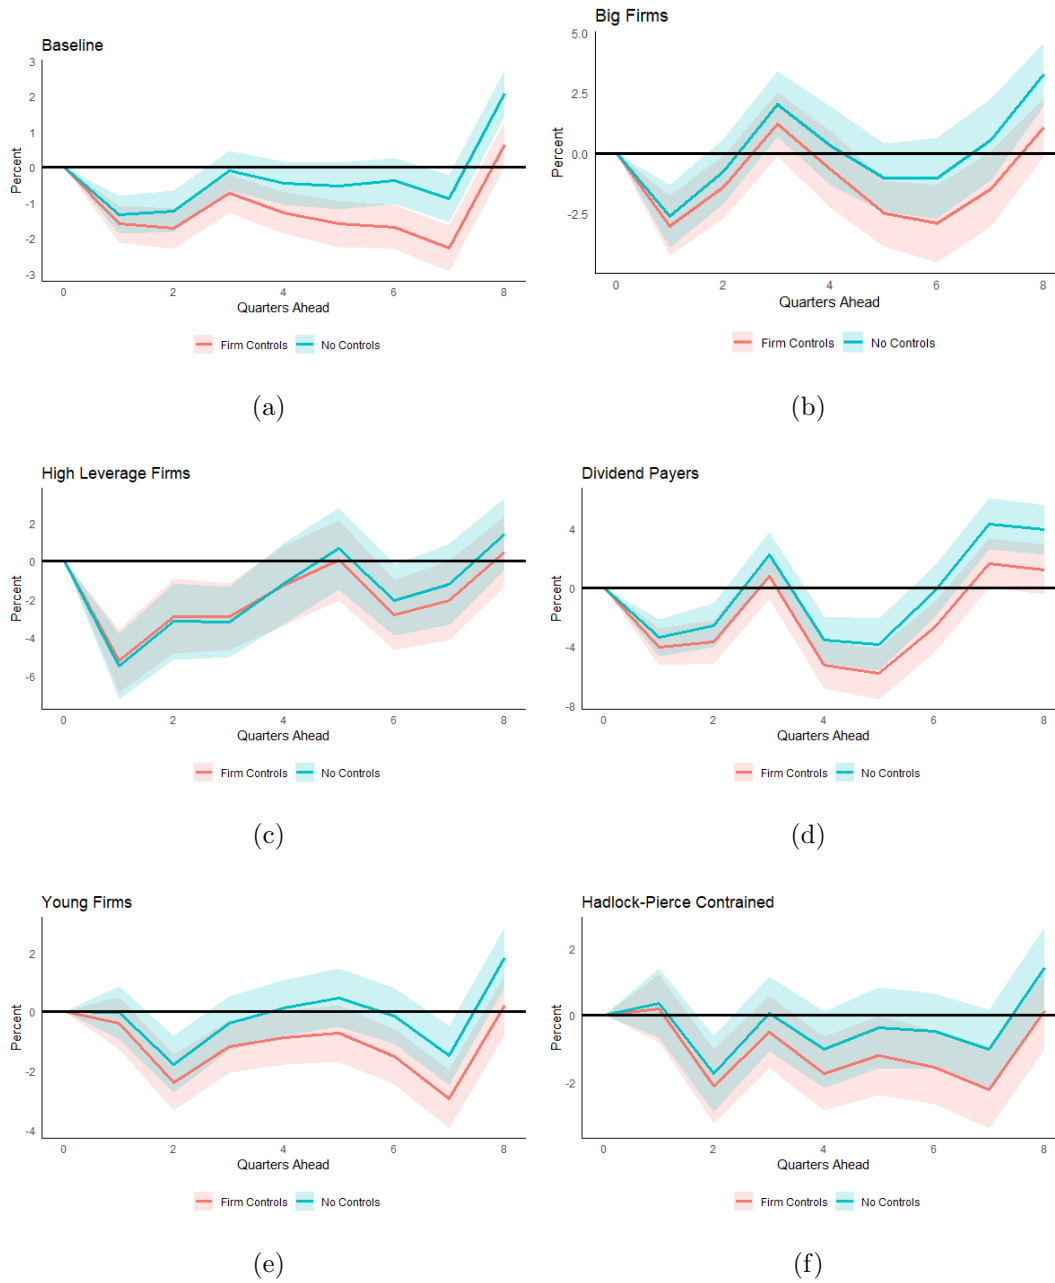 Baseline
Percent
3
2
1
0
-1
-2
-3
0 2 4 6 8
Quarters Ahead
Firm Controls No Controls
(a)
Big Firms
Percent
5.0
2.5
0.0
-2.5
0 2 4 6 8
Quarters Ahead
Firm Controls No Controls
(b)
High Leverage Firms
Percent
2
0
-2
-4
-6
0 2 4 6 8
Quarters Ahead
Firm Controls No Controls
(c)
Dividend Payers
Percent
4
0
-4
-8
0 2 4 6 8
Quarters Ahead
Firm Controls No Controls
(d)
Young Firms
Percent
2
0
-2
-4
0 2 4 6 8
Quarters Ahead
Firm Controls No Controls
(e)
Hadlock-Pierce Contrained
Percent
2
0
-2
0 2 4 6 8
Quarters Ahead
Firm Controls No Controls
(f)